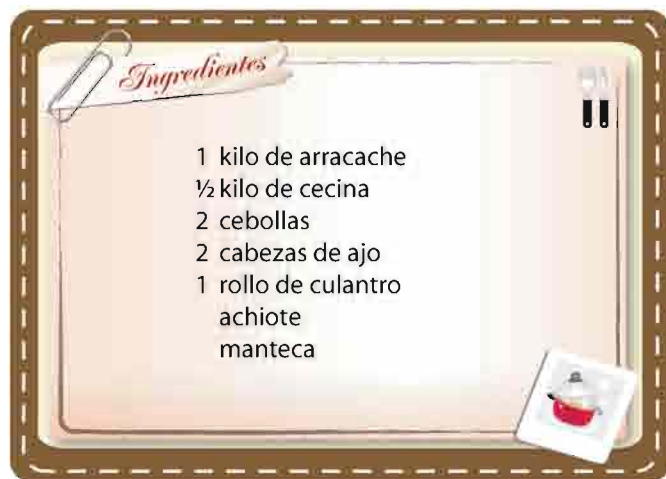 Ingredientes
1 kilo de arracache
½ kilo de cecina
2 cebollas
2 cabezas de ajo
1 rollo de culantro
achiote
manteca